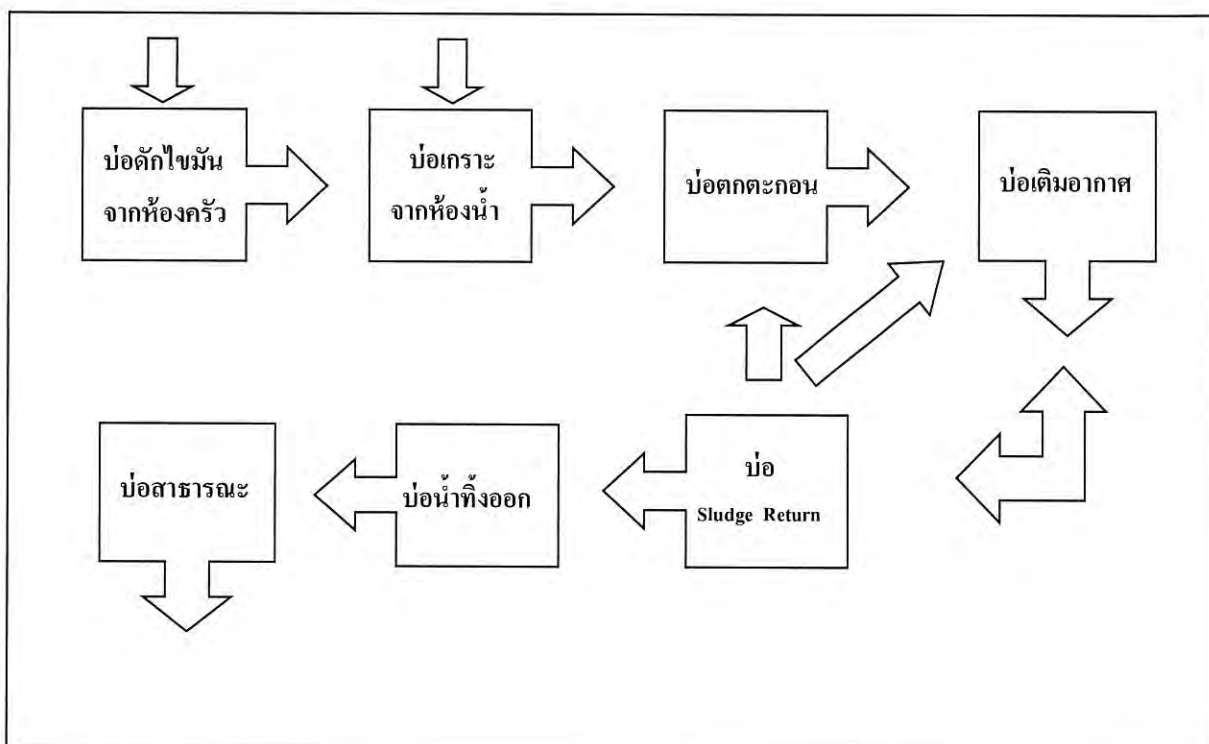 บ่อดักไขมัน
จากห้องครัว
บ่อเกราะ
จากห้องน้ำ
บ่อตกตะกอน
บ่อเติมอากาศ
บ่อสาธารณะ
บ่อน้ำทิ้งออก
บ่อ
Sludge Return